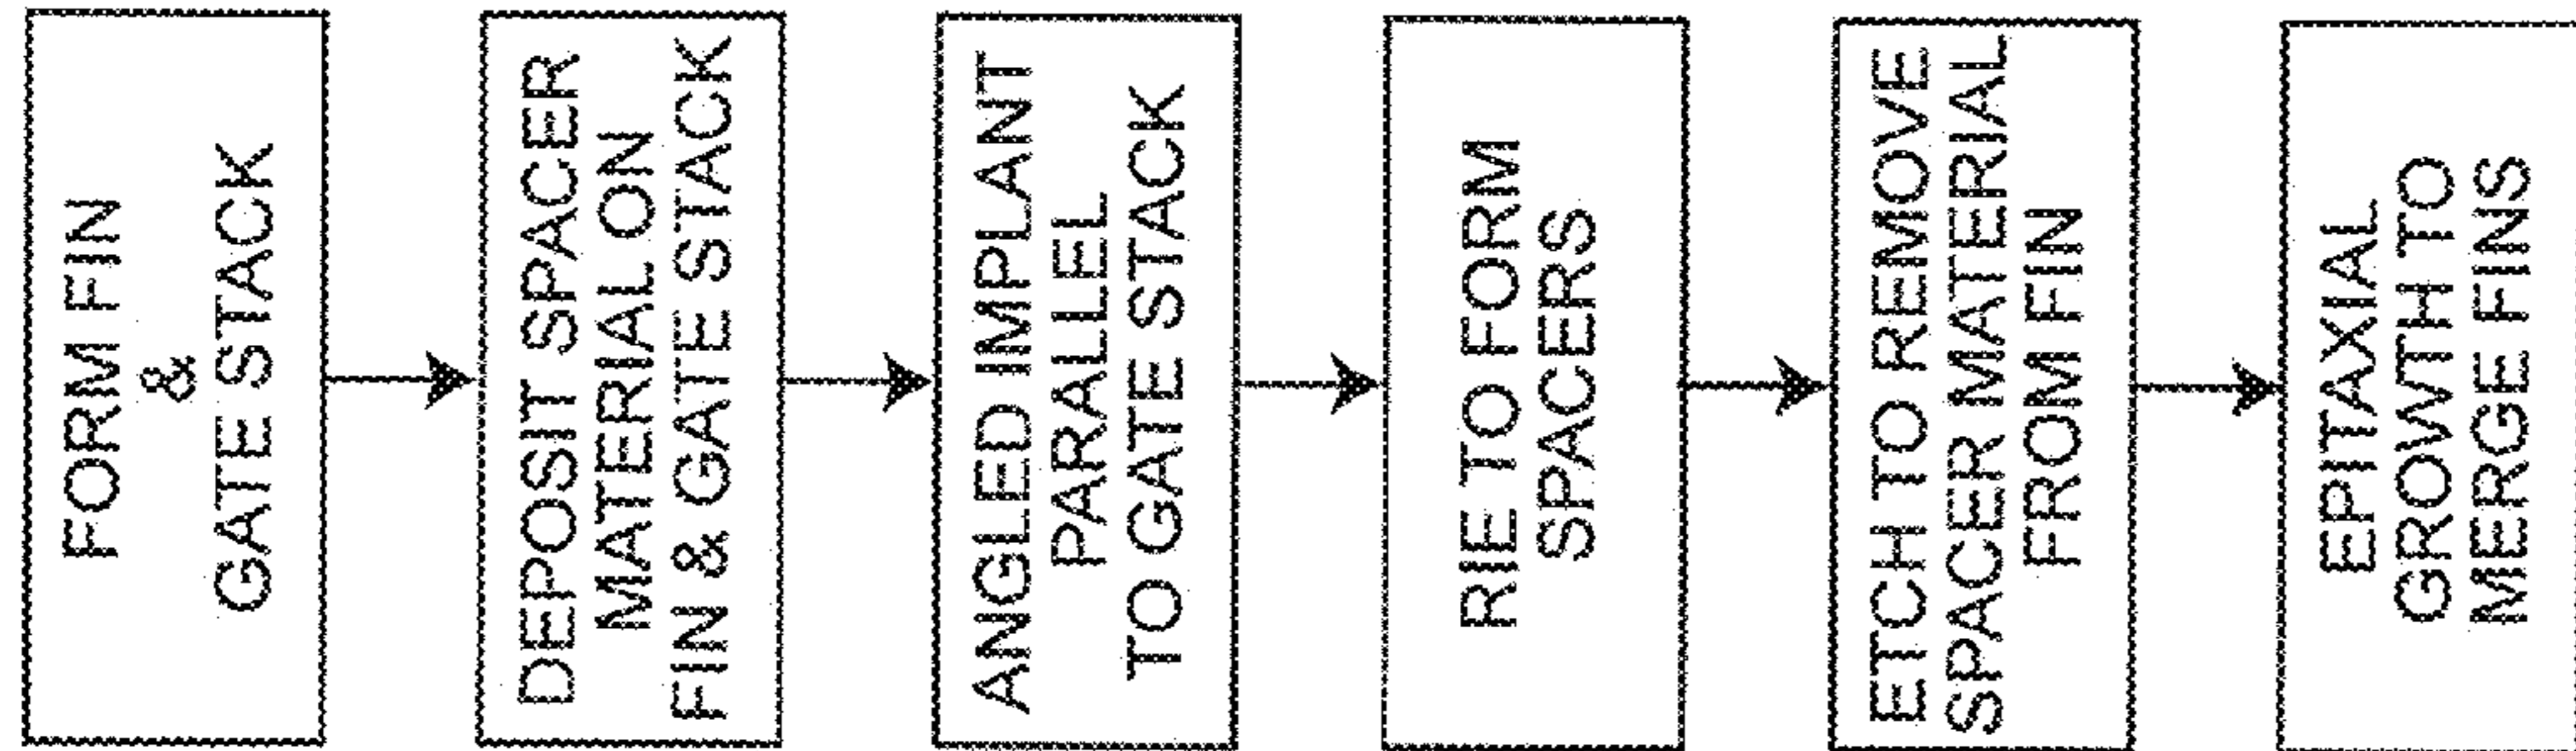 FORM FIN
&
GATE STACK
DEPOSIT SPACER
MATERIAL ON
FIN & GATE STACK
ANGLED IMPLANT
PARALLEL
TO GATE STACK
RIE TO FORM
SPACERS
ETCH TO REMOVE
SPACER MATERIAL
FROM FIN
EPITAXIAL
GROWTH TO
MERGE FINS